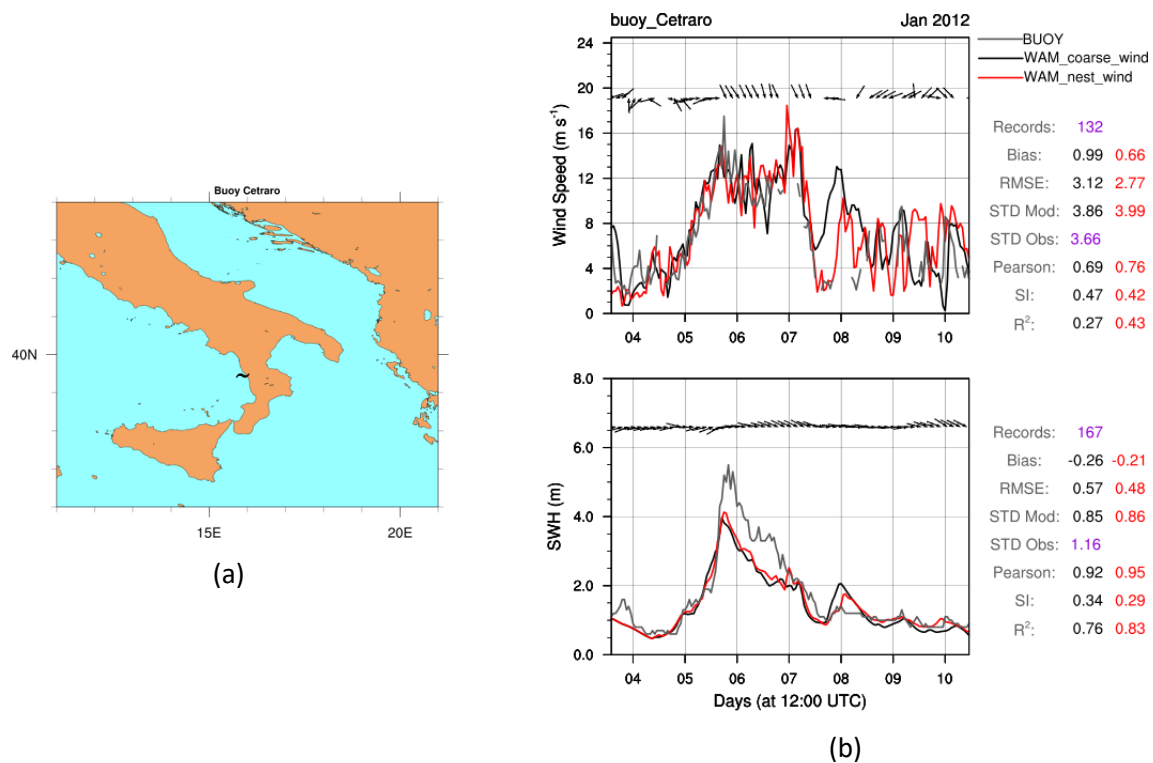 Buoy Cetraro
40N
15E 20E
(a)
buoy_Cetraro Jan 2012
BUOY
WAM_coarse_wind
WAM_nest_wind
24
20
16
12
8
4
0
Wind Speed (m s⁻¹)
04 05 06 07 08 09 10
Records: 132
Bias: 0.99 0.66
RMSE: 3.12 2.77
STD Mod: 3.86 3.99
STD Obs: 3.66
Pearson: 0.69 0.76
SI: 0.47 0.42
R²: 0.27 0.43
8.0
6.0
4.0
2.0
0.0
SWH (m)
04 05 06 07 08 09 10
Days (at 12:00 UTC)
Records: 167
Bias: -0.26 -0.21
RMSE: 0.57 0.48
STD Mod: 0.85 0.86
STD Obs: 1.16
Pearson: 0.92 0.95
SI: 0.34 0.29
R²: 0.76 0.83
(b)